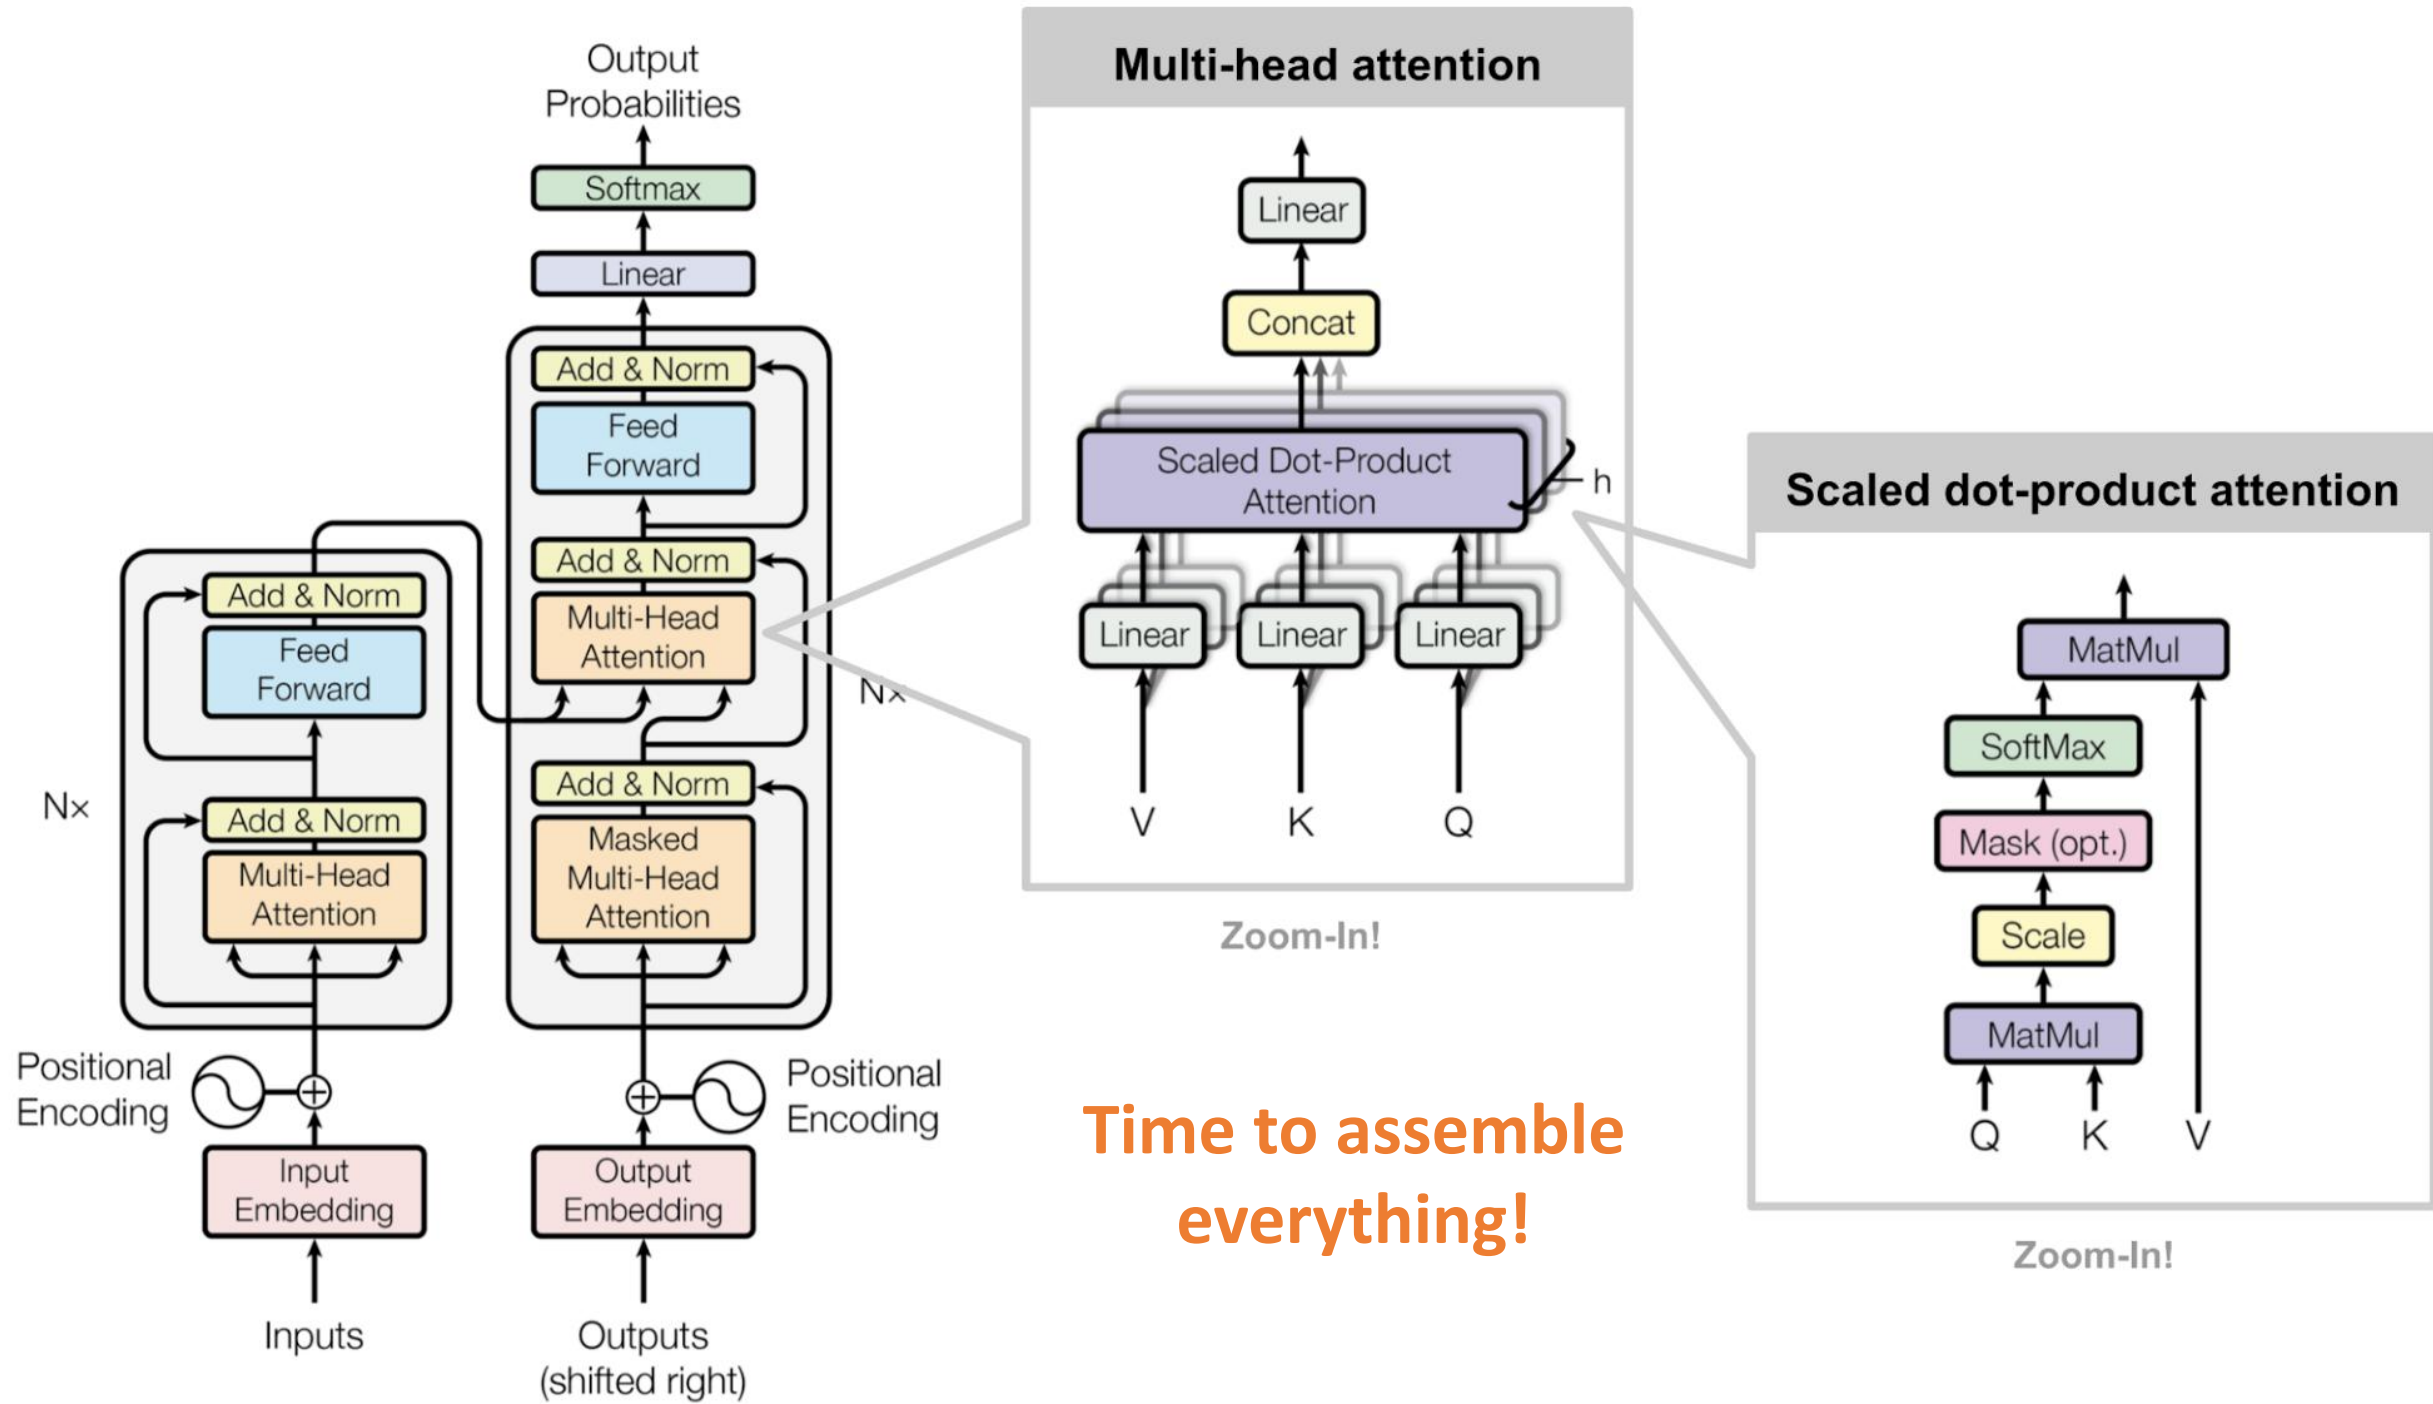 Output
Probabilities
Softmax
Linear
Add & Norm
Feed
Forward
Add & Norm
Multi-Head
Attention
Add & Norm
Masked
Multi-Head
Attention
Nx
Positional
Encoding
Output
Embedding
Outputs
(shifted right)
Add & Norm
Feed
Forward
Add & Norm
Multi-Head
Attention
Nx
Positional
Encoding
Input
Embedding
Inputs
Multi-head attention
Linear
Concat
Scaled Dot-Product
Attention
h
Linear
Linear
Linear
V
K
Q
Zoom-In!
Time to assemble
everything!
Scaled dot-product attention
MatMul
SoftMax
Mask (opt.)
Scale
MatMul
Q
K
V
Zoom-In!